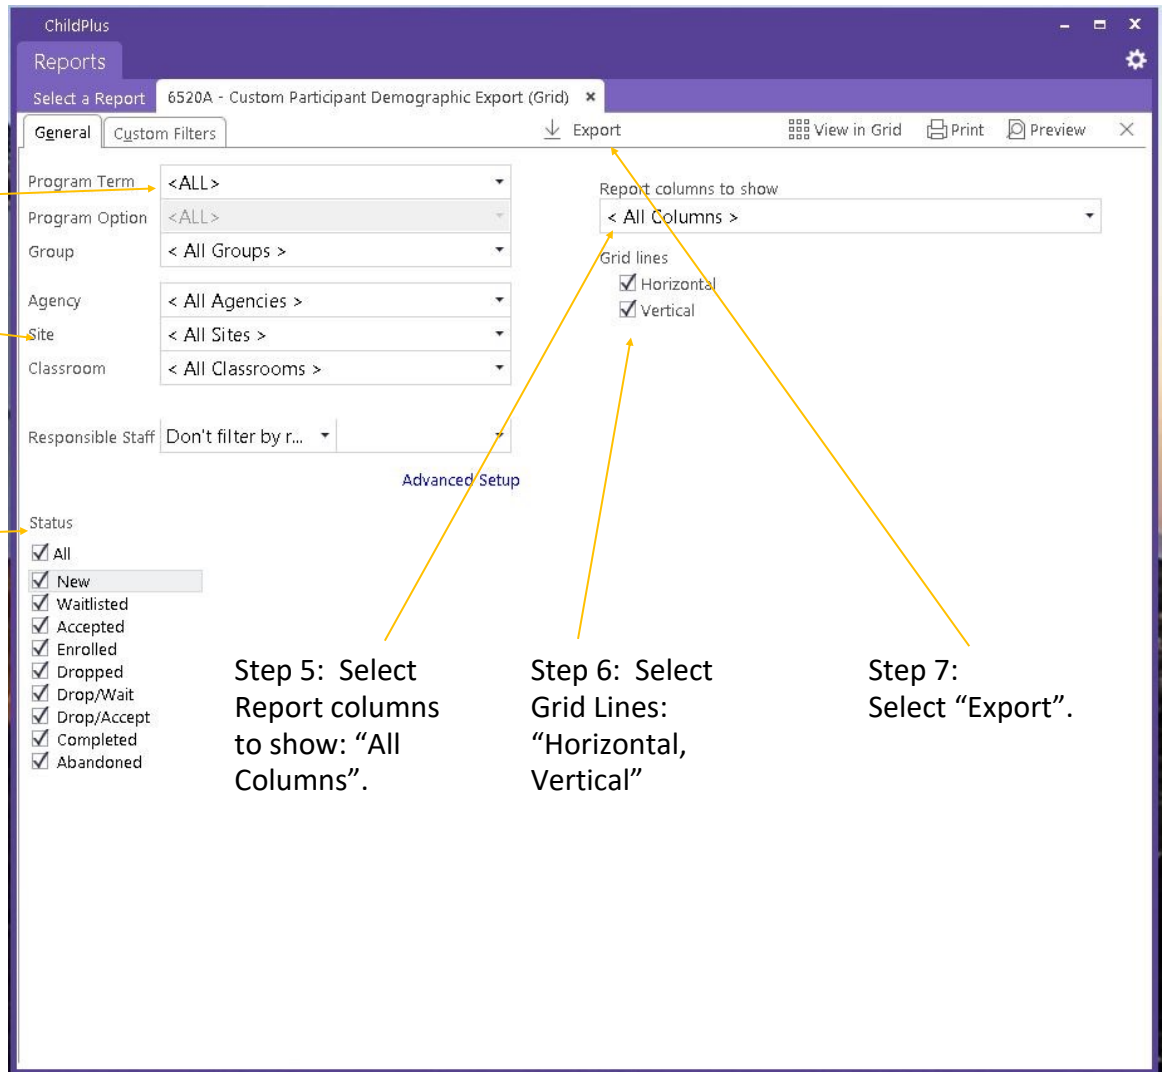 ChildPlus
Reports
Select a Report 6520A - Custom Participant Demographic Export (Grid)
General Custom Filters Export View in Grid Print Preview
Program Term <ALL>
Program Option <ALL>
Group < All Groups >
Agency < All Agencies >
Site < All Sites >
Classroom < All Classrooms >
Responsible Staff Don't filter by r...
Advanced Setup
Report columns to show
< All Columns >
Grid lines
Horizontal
Vertical
Status
All
New
Waitlisted
Accepted
Enrolled
Dropped
Drop/Wait
Drop/Accept
Completed
Abandoned
Step 5: Select
Report columns
to show: “All
Columns”.
Step 6: Select
Grid Lines:
“Horizontal,
Vertical”
Step 7:
Select “Export”.